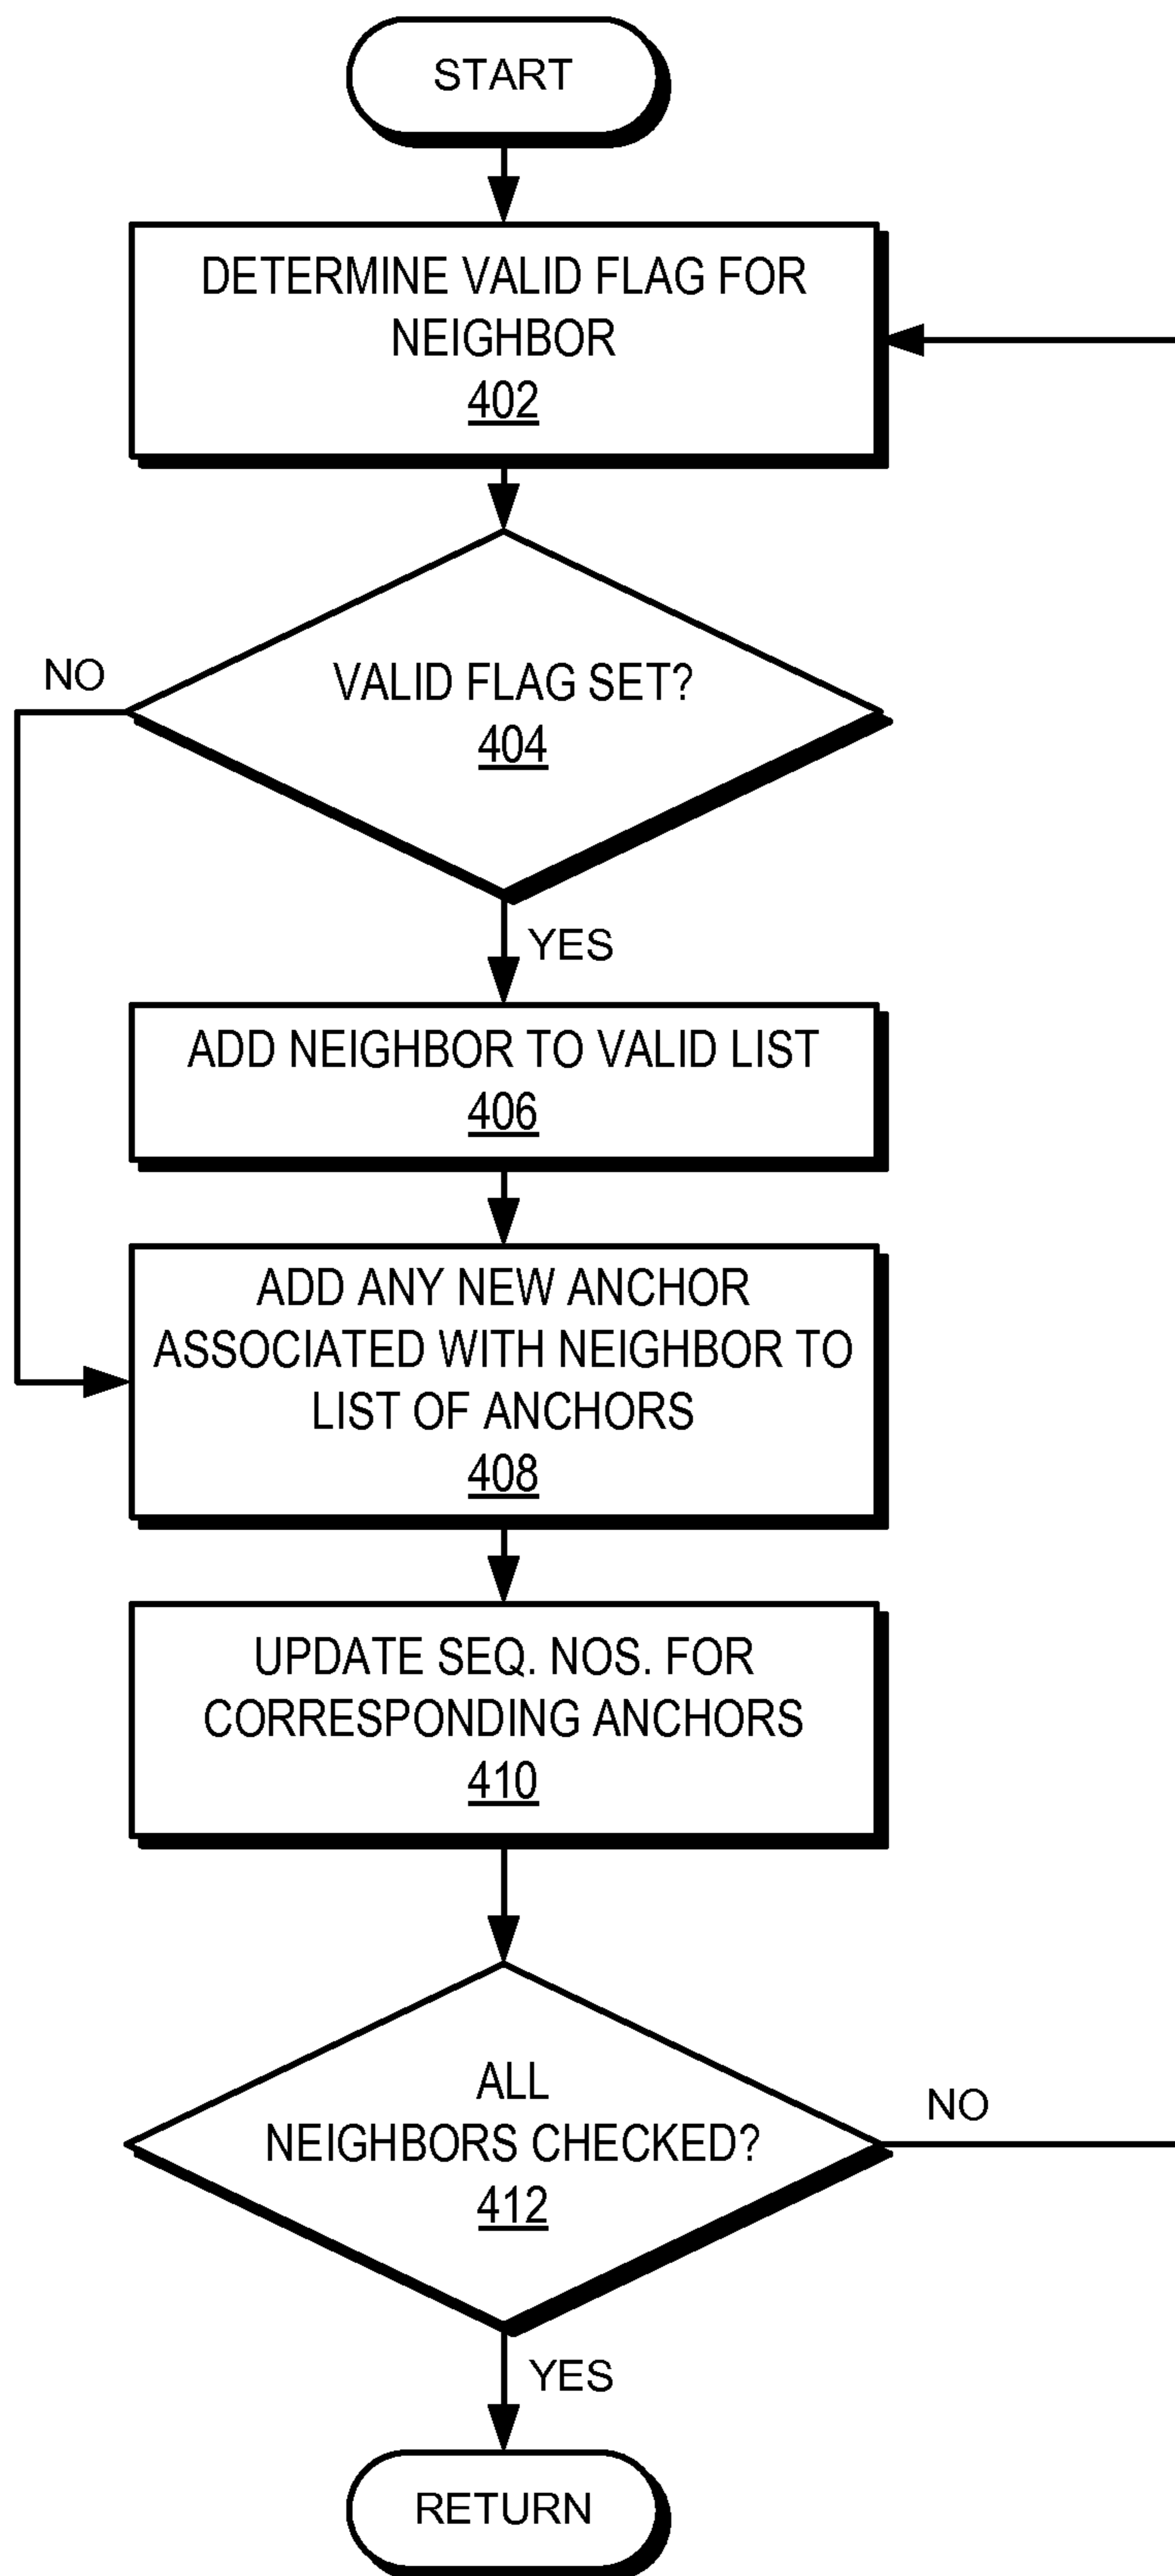 START
DETERMINE VALID FLAG FOR
NEIGHBOR
402
NO
VALID FLAG SET?
404
YES
ADD NEIGHBOR TO VALID LIST
406
ADD ANY NEW ANCHOR
ASSOCIATED WITH NEIGHBOR TO
LIST OF ANCHORS
408
UPDATE SEQ. NOS. FOR
CORRESPONDING ANCHORS
410
ALL
NEIGHBORS CHECKED?
412
NO
YES
RETURN